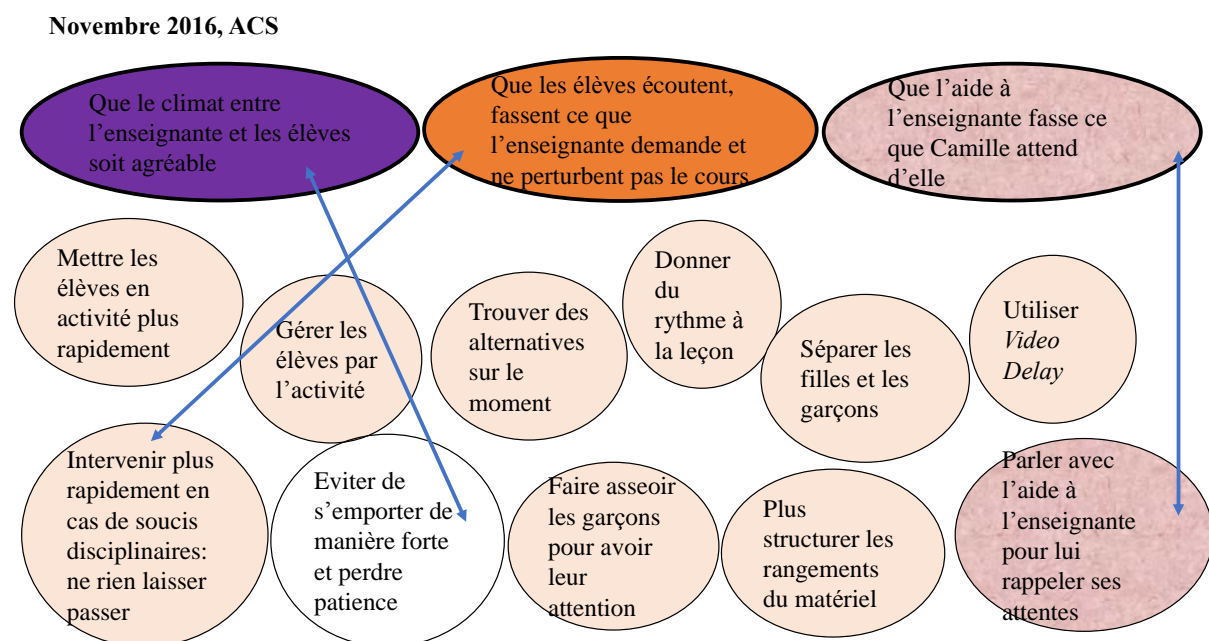 Novembre 2016, ACS
Que le climat entre
l’enseignante et les élèves
soit agréable
Que les élèves écoutent,
fassent ce que
l’enseignante demande et
ne perturbent pas le cours
Que l’aide à
l’enseignante fasse ce
que Camille attend
d’elle
Mettre les
élèves en
activité plus
rapidement
Gérer les
élèves par
l’activité
Trouver des
alternatives
sur le
moment
Donner
du
rythme à
la leçon
Séparer les
filles et les
garçons
Utiliser
Video
Delay
Intervenir plus
rapidement en
cas de soucis
disciplinaires:
ne rien laisser
passer
Eviter de
s’emporter de
manière forte
et perdre
patience
Faire asseoir
les garçons
pour avoir
leur
attention
Plus
structurer les
rangements
du matériel
Parler avec
l’aide à
l’enseignante
pour lui
rappeler ses
attentes